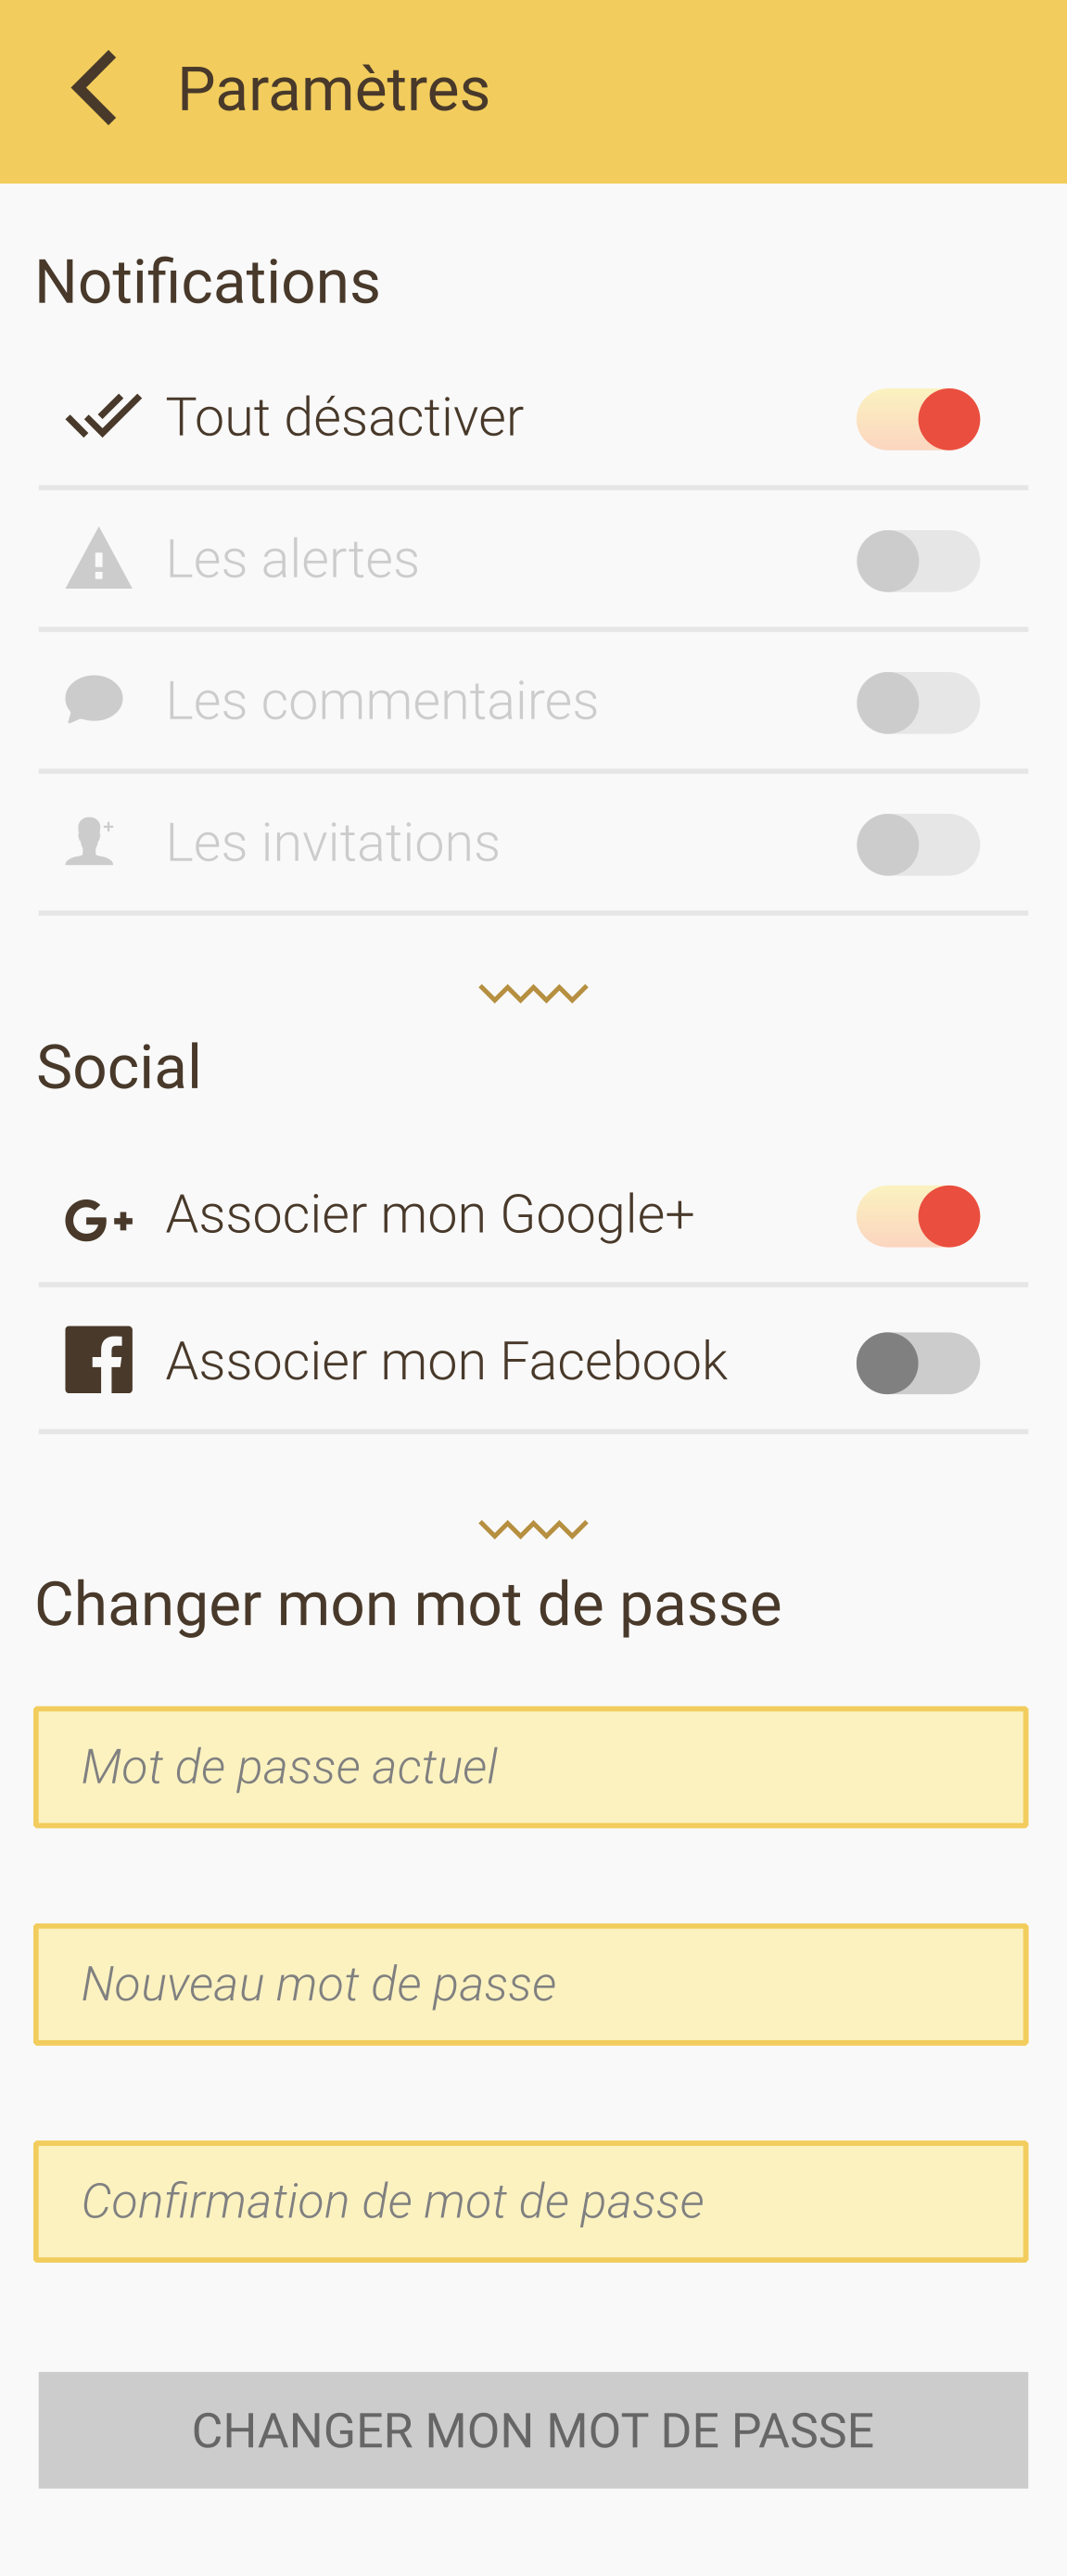 Paramètres
Notifications
Tout désactiver
Les alertes
Les commentaires
Les invitations
Social
Associer mon Google+
Associer mon Facebook
Changer mon mot de passe
Mot de passe actuel
Nouveau mot de passe
Confirmation de mot de passe
CHANGER MON MOT DE PASSE